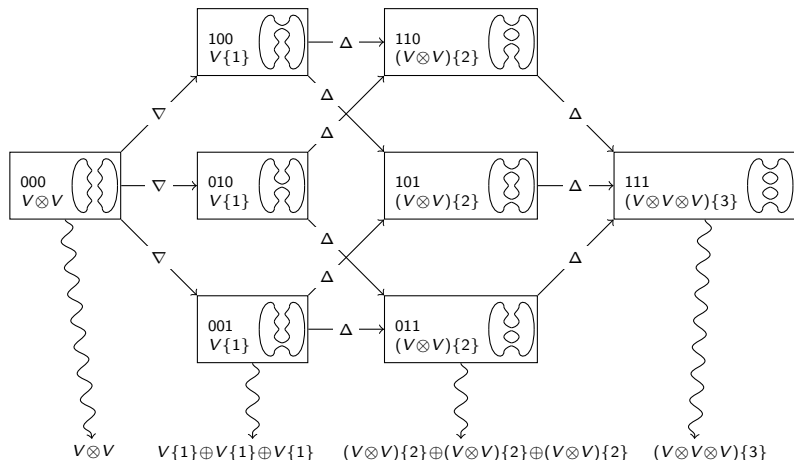 100
V{1}
Δ
110
(V⊗V){2}
∇
Δ
Δ
Δ
000
V⊗V
∇
010
V{1}
101
(V⊗V){2}
Δ
111
(V⊗V⊗V){3}
∇
Δ
Δ
Δ
001
V{1}
Δ
011
(V⊗V){2}
V⊗V
V{1}⊕V{1}⊕V{1}
(V⊗V){2}⊕(V⊗V){2}⊕(V⊗V){2}
(V⊗V⊗V){3}